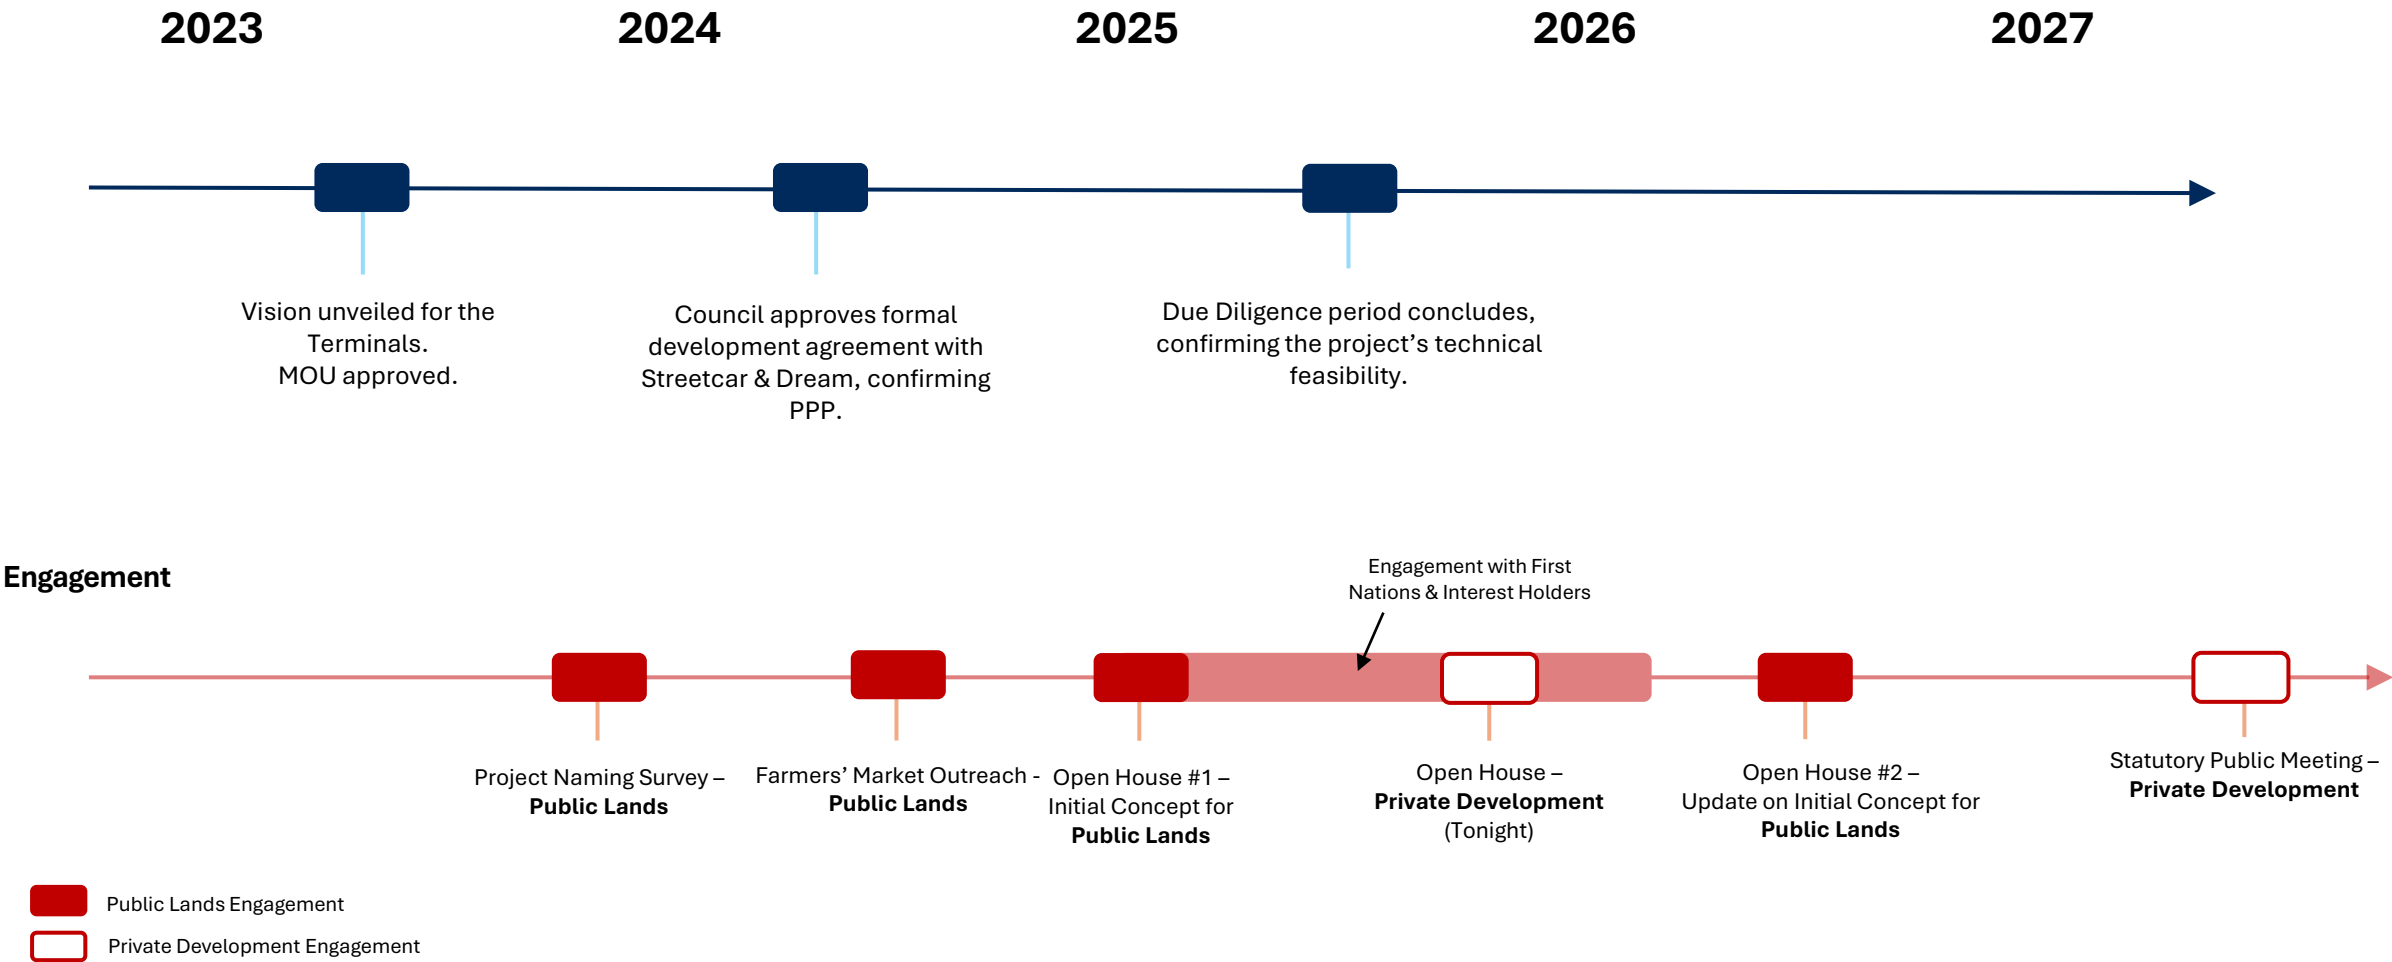 2023
2024
2025
2026
2027
Vision unveiled for the
Terminals.
MOU approved.
Council approves formal
development agreement with
Streetcar & Dream, confirming
PPP.
Due Diligence period concludes,
confirming the project’s technical
feasibility.
Engagement
Engagement with First
Nations & Interest Holders
Project Naming Survey –
Public Lands
Farmers’ Market Outreach -
Public Lands
Open House #1 –
Initial Concept for
Public Lands
Open House –
Private Development
(Tonight)
Open House #2 –
Update on Initial Concept for
Public Lands
Statutory Public Meeting –
Private Development
Public Lands Engagement
Private Development Engagement